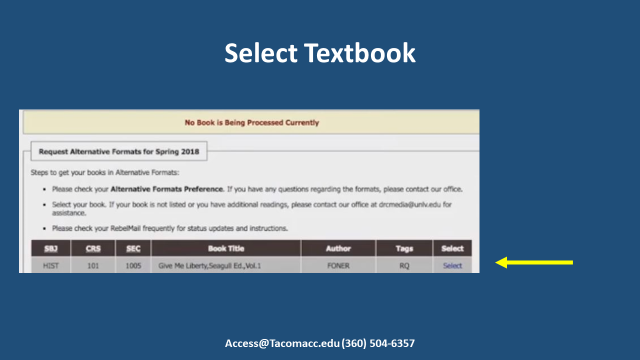 Select Textbook
No Book is Being Processed Currently
Request Alternative Formats for Spring 2018
Steps to get your books in Alternative Formats:
• Please check your Alternative Formats Preference. If you have any questions regarding the formats, please contact our office.
• Select your book. If your book is not listed or you have additional readings, please contact our office at drcmedia@unlv.edu for
assistance.
• Please check your RebelMail frequently for status updates and instructions.
SBJ CRS SEC Book Title Author Tags Select
HIST 101 1005 Give Me Liberty,Seagull Ed.,Vol.1 FONER RQ Select
Access@Tacomacc.edu (360) 504-6357